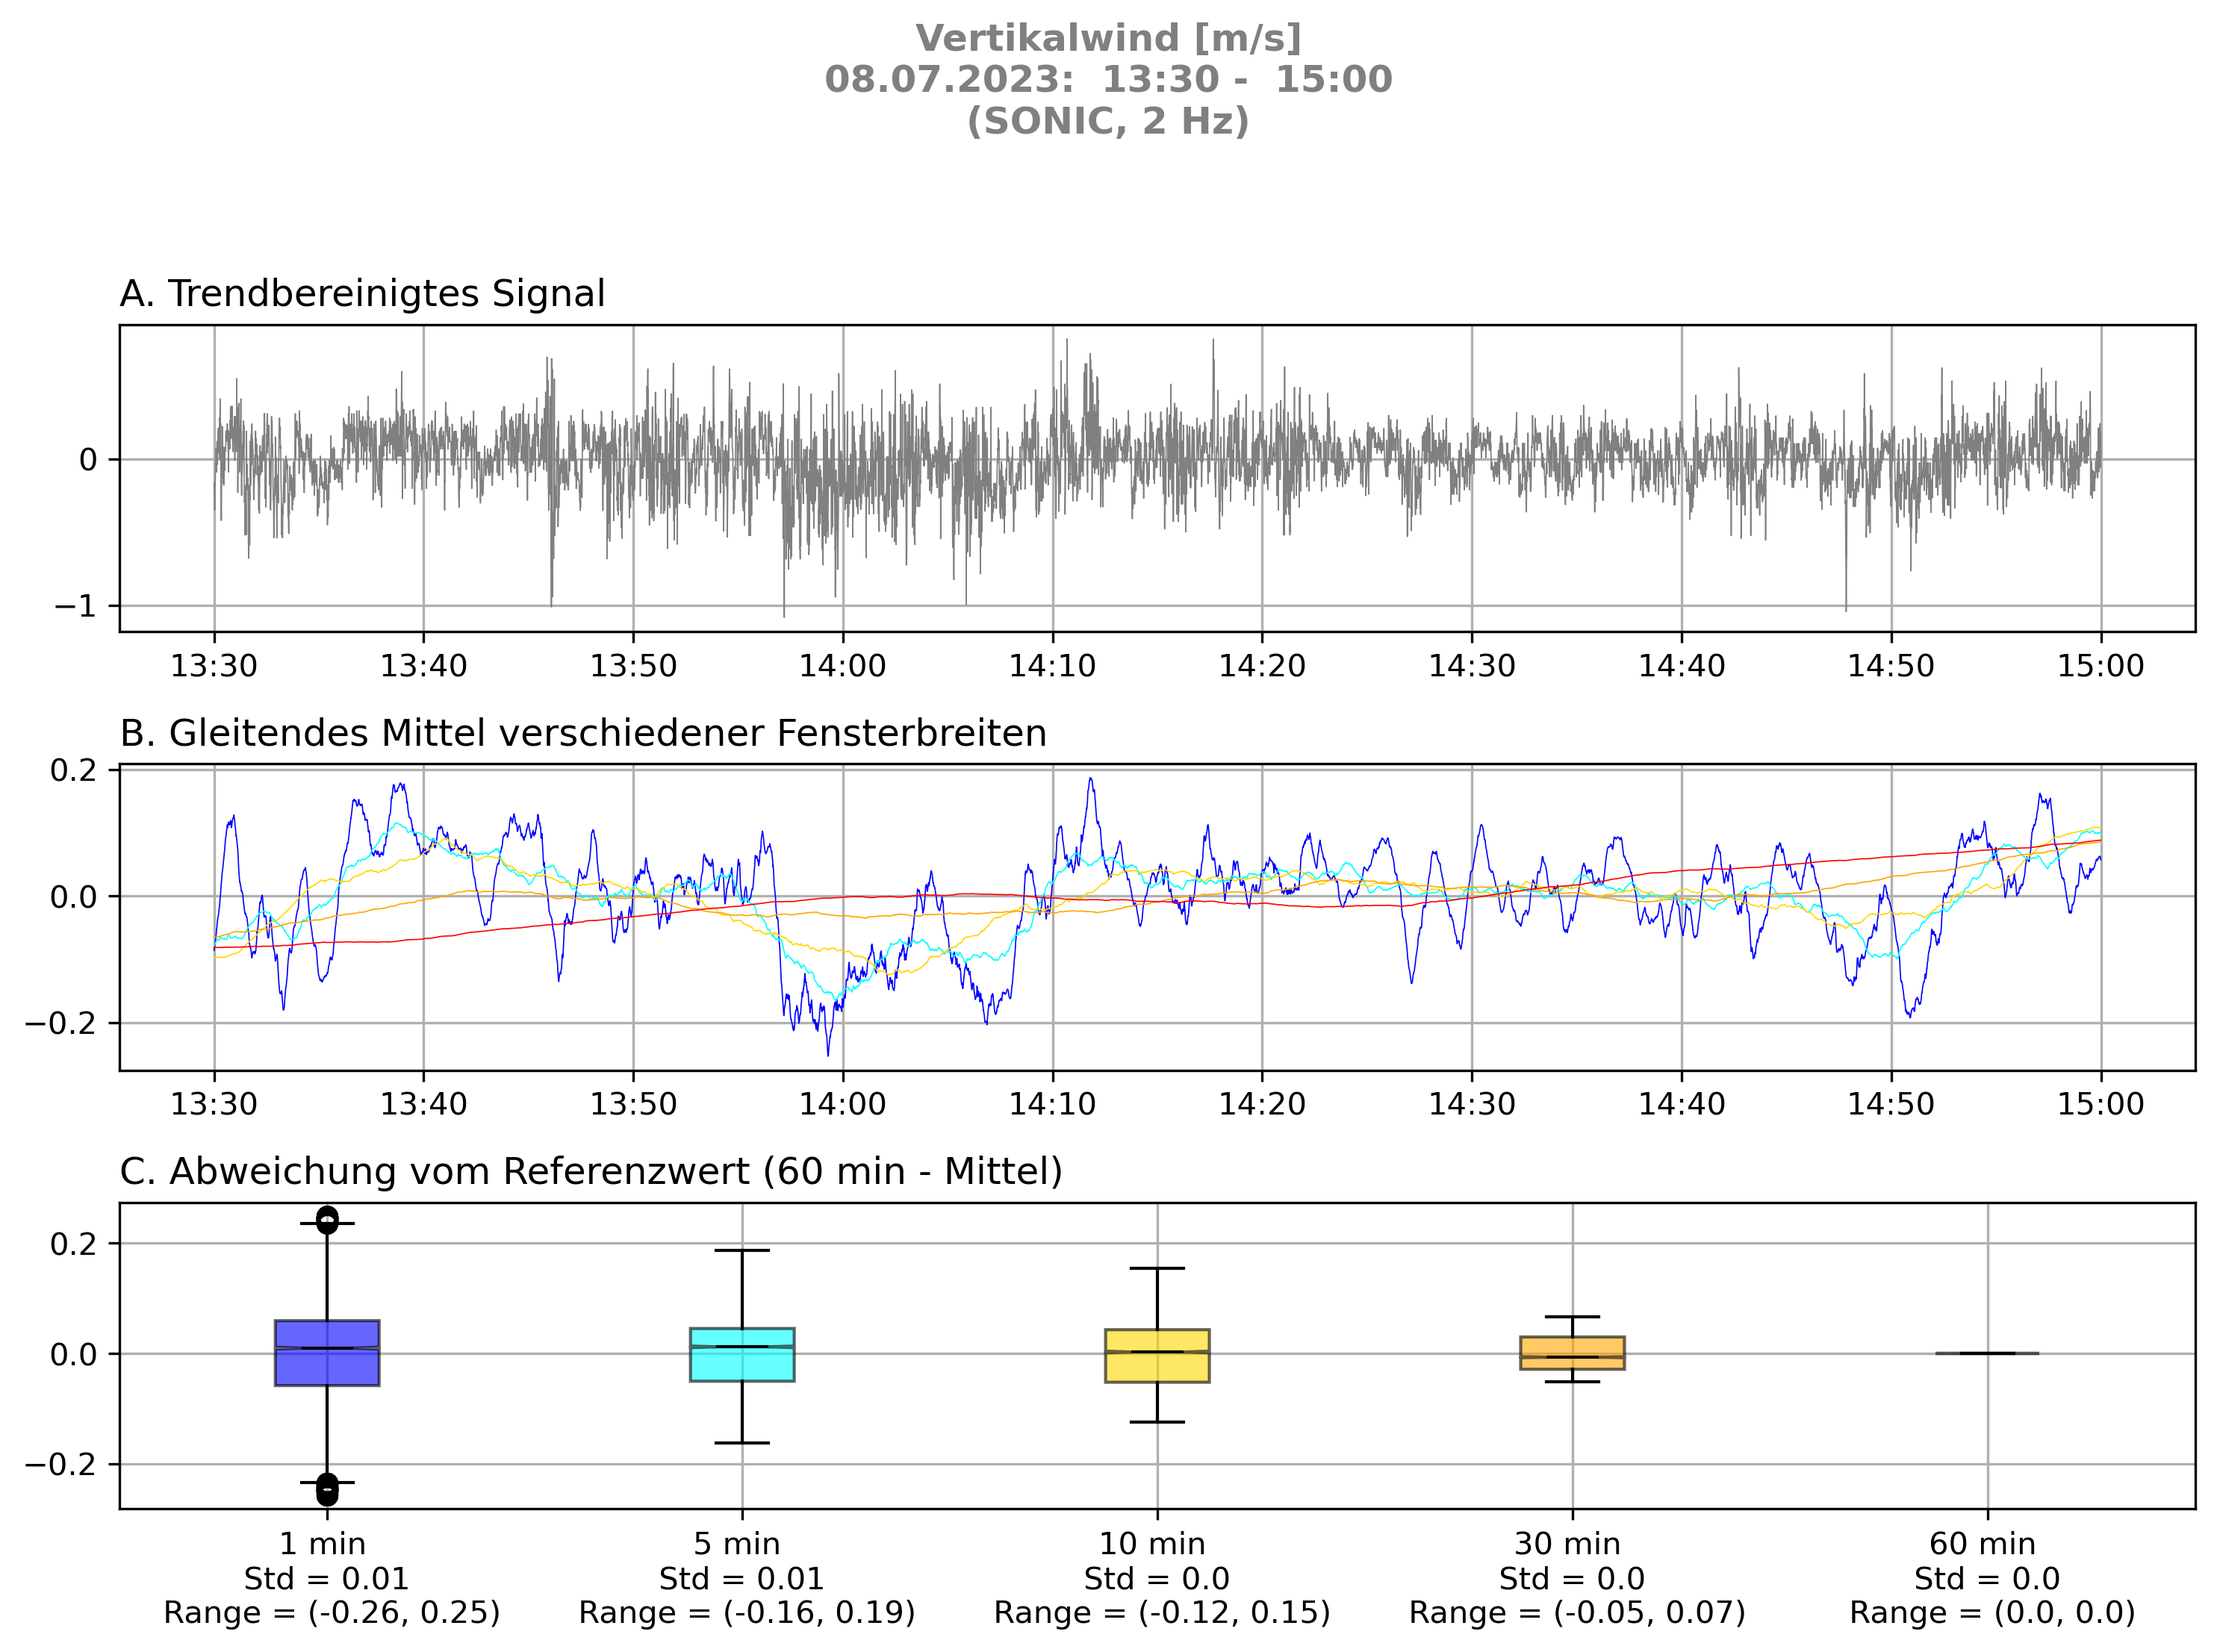 Vertikalwind [m/s]
08.07.2023:  13:30 -  15:00
(SONIC, 2 Hz)
A. Trendbereinigtes Signal
0
−1
13:30 13:40 13:50 14:00 14:10 14:20 14:30 14:40 14:50 15:00
B. Gleitendes Mittel verschiedener Fensterbreiten
0.2
0.0
−0.2
13:30 13:40 13:50 14:00 14:10 14:20 14:30 14:40 14:50 15:00
C. Abweichung vom Referenzwert (60 min - Mittel)
0.2
0.0
−0.2
1 min 5 min 10 min 30 min 60 min
Std = 0.01 Std = 0.01 Std = 0.0 Std = 0.0 Std = 0.0
Range = (-0.26, 0.25) Range = (-0.16, 0.19) Range = (-0.12, 0.15) Range = (-0.05, 0.07) Range = (0.0, 0.0)